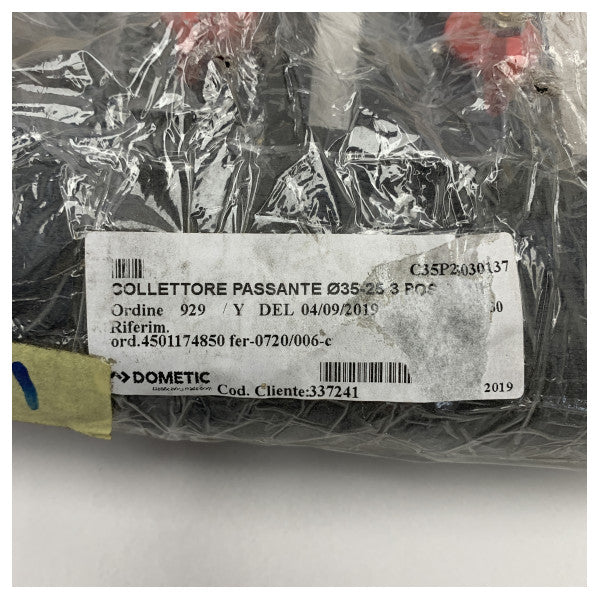 C35P2030137
COLLETTORE PASSANTE Ø35-25 3 POS
Ordine 929 / Y DEL 04/09/2019
Riferim.
ord.4501174850 fer-0720/006-c
DOMETIC
Cod. Cliente:337241
2019